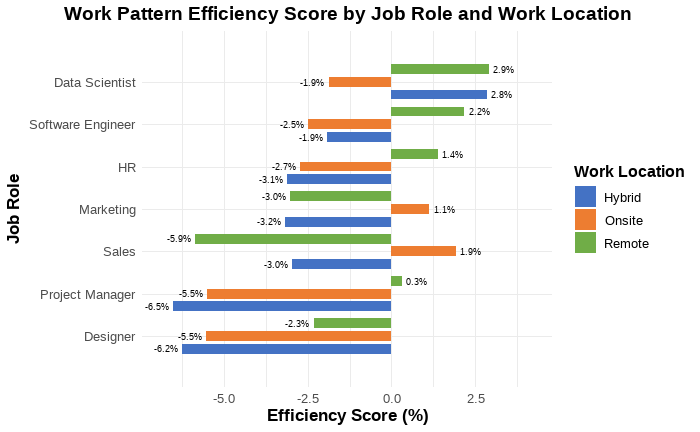 Work Pattern Efficiency Score by Job Role and Work Location
Job Role
Data Scientist
2.9%
-1.9%
2.8%
Software Engineer
2.2%
-2.5%
-1.9%
HR
1.4%
-2.7%
-3.1%
Marketing
-3.0%
1.1%
-3.2%
Sales
-5.9%
1.9%
-3.0%
Project Manager
0.3%
-5.5%
-6.5%
Designer
-2.3%
-5.5%
-6.2%
-5.0 -2.5 0.0 2.5
Efficiency Score (%)
Work Location
Hybrid
Onsite
Remote